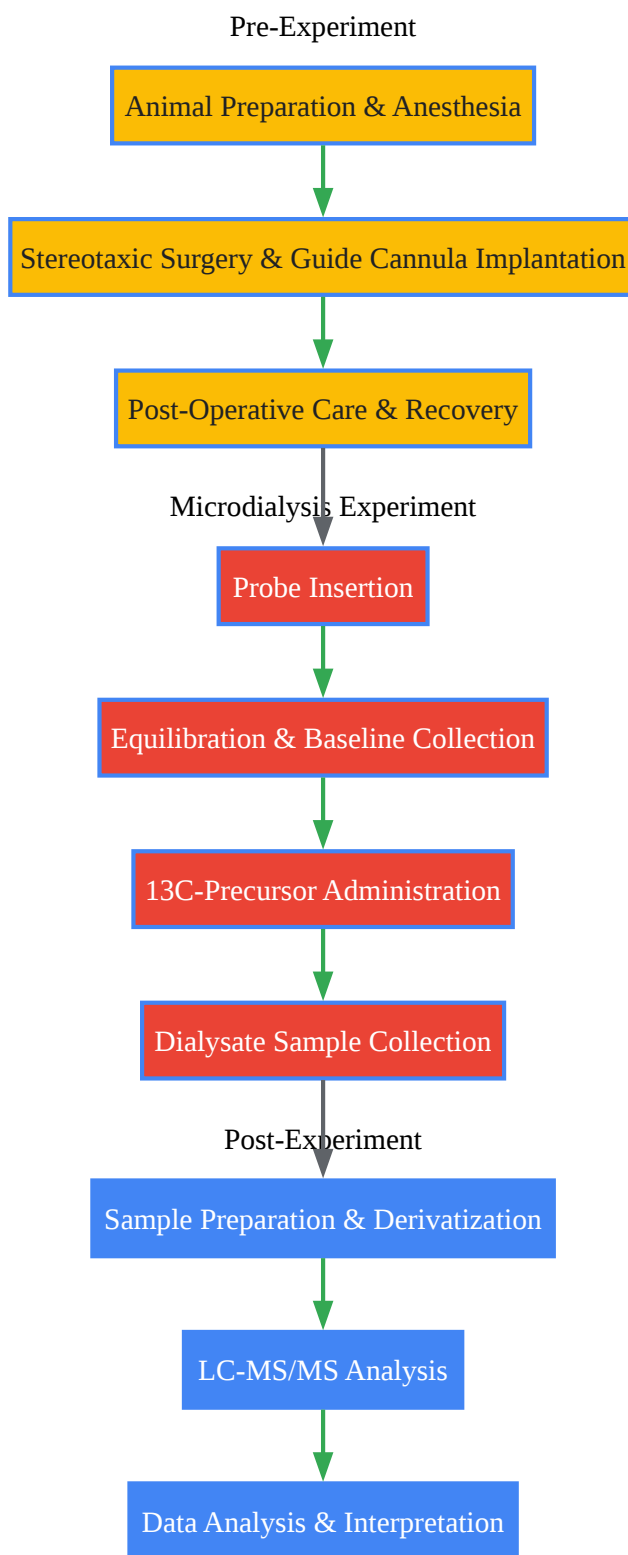 Pre-Experiment
Animal Preparation & Anesthesia
Stereotaxic Surgery & Guide Cannula Implantation
Post-Operative Care & Recovery
Microdialysis Experiment
Probe Insertion
Equilibration & Baseline Collection
13C-Precursor Administration
Dialysate Sample Collection
Post-Experiment
Sample Preparation & Derivatization
LC-MS/MS Analysis
Data Analysis & Interpretation